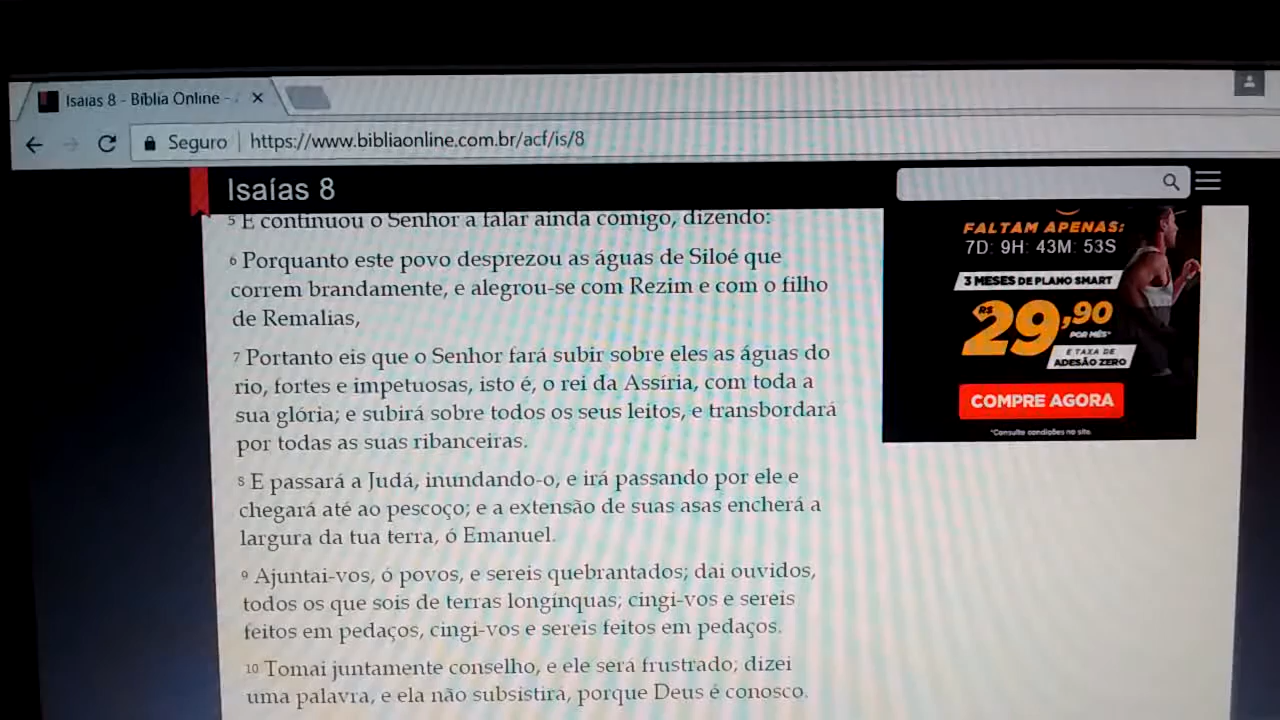 Isaías 8 - Bíblia Online -
Seguro
https://www.bibliaonline.com.br/acf/is/8
Isaías 8
5 E continuou o Senhor a falar ainda comigo, dizendo:
6 Porquanto este povo desprezou as águas de Siloé que
correm brandamente, e alegrou-se com Rezim e com o filho
de Remalias,
7 Portanto eis que o Senhor fará subir sobre eles as águas do
rio, fortes e impetuosas, isto é, o rei da Assíria, com toda a
sua glória; e subirá sobre todos os seus leitos, e transbordará
por todas as suas ribanceiras.
8 E passará a Judá, inundando-o, e irá passando por ele e
chegará até ao pescoço; e a extensão de suas asas encherá a
largura da tua terra, ó Emanuel.
9 Ajuntai-vos, ó povos, e sereis quebrantados; dai ouvidos,
todos os que sois de terras longínquas; cingi-vos e sereis
feitos em pedaços, cingi-vos e sereis feitos em pedaços.
10 Tomai juntamente conselho, e ele será frustrado; dizei
uma palavra, e ela não subsistirá, porque Deus é conosco.
FALTAM APENAS:
7D: 9H: 43M: 53S
3 MESES DE PLANO SMART
R$ 29,90
POR MÊS*
E TAXA DE
ADESÃO ZERO
COMPRE AGORA
*Consulte condições no site.